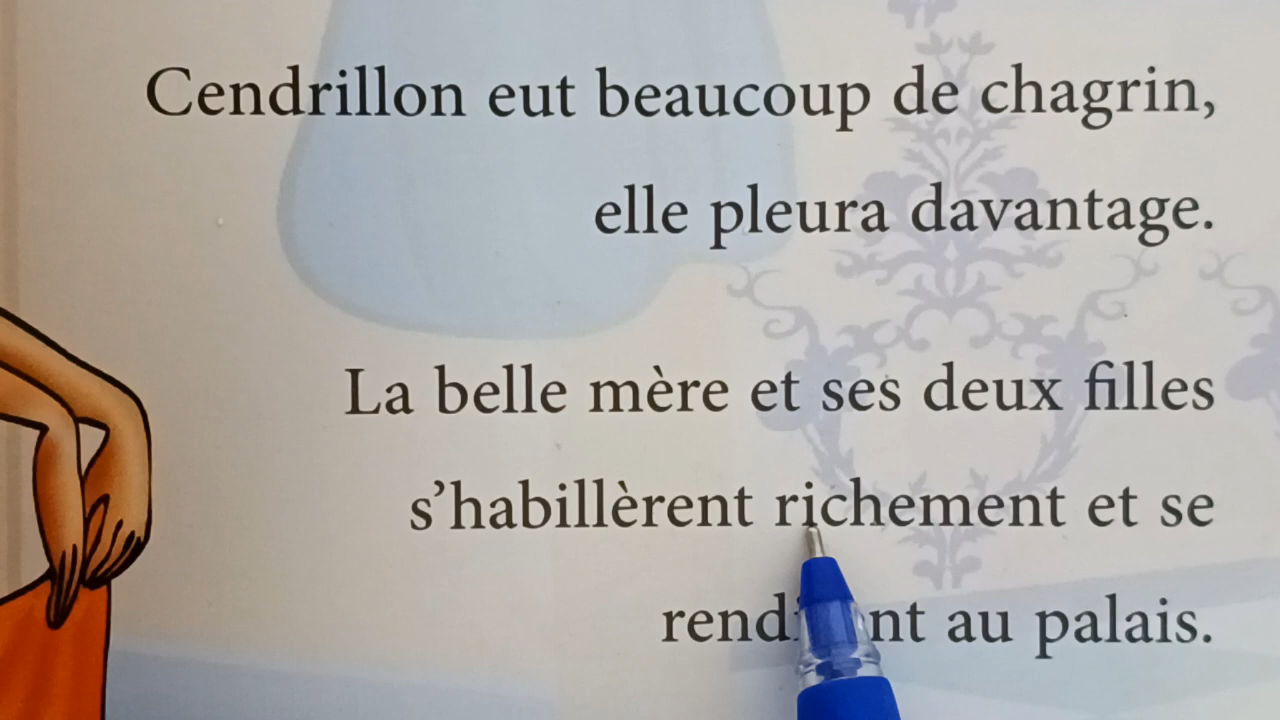 Cendrillon eut beaucoup de chagrin,
elle pleura davantage.
La belle mère et ses deux filles
s'habillèrent richement et se
au palais.